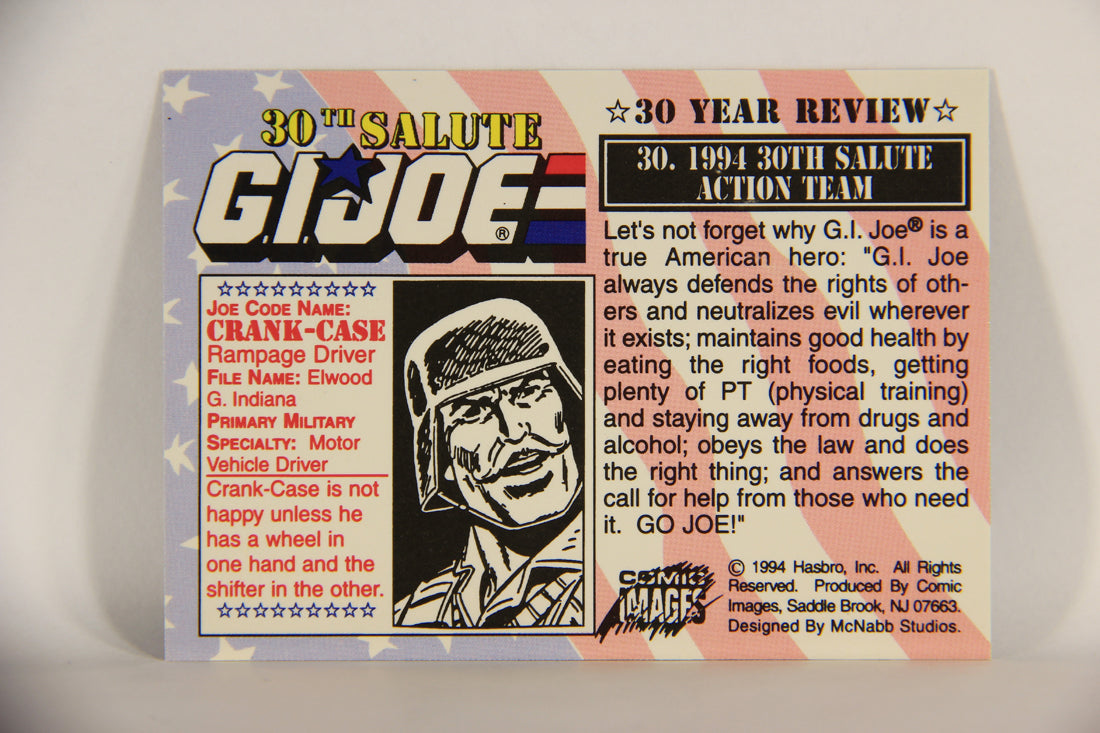 30TH SALUTE
G.I.JOE®
☆☆☆☆☆☆☆☆☆
JOE CODE NAME:
CRANK-CASE
Rampage Driver
FILE NAME: Elwood
G. Indiana
PRIMARY MILITARY
SPECIALTY: Motor
Vehicle Driver
Crank-Case is not
happy unless he
has a wheel in
one hand and the
shifter in the other.
☆☆☆☆☆☆☆☆☆
☆30 YEAR REVIEW☆
30. 1994 30TH SALUTE
ACTION TEAM
Let's not forget why G.I. Joe® is a
true American hero: "G.I. Joe
always defends the rights of oth-
ers and neutralizes evil wherever
it exists; maintains good health by
eating the right foods, getting
plenty of PT (physical training)
and staying away from drugs and
alcohol; obeys the law and does
the right thing; and answers the
call for help from those who need
it. GO JOE!"
COMIC
IMAGES
© 1994 Hasbro, Inc. All Rights
Reserved. Produced By Comic
Images, Saddle Brook, NJ 07663.
Designed By McNabb Studios.